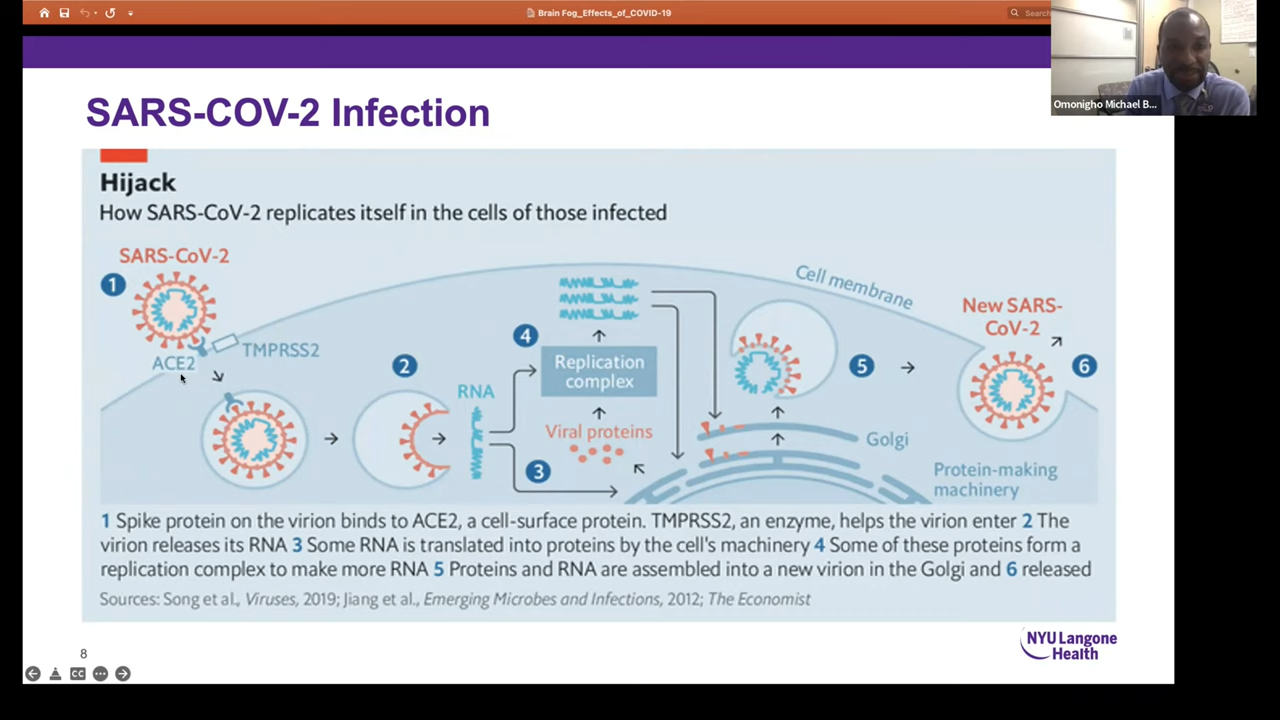 Brain Fog_Effects_of_COVID-19
Search
Omonigho Michael B...
SARS-COV-2 Infection
Hijack
How SARS-CoV-2 replicates itself in the cells of those infected
SARS-CoV-2
1
ACE2
TMPRSS2
2
RNA
4
Replication
complex
Viral proteins
3
Cell membrane
5
Golgi
Protein-making
machinery
New SARS-
CoV-2
6
1 Spike protein on the virion binds to ACE2, a cell-surface protein. TMPRSS2, an enzyme, helps the virion enter 2 The
virion releases its RNA 3 Some RNA is translated into proteins by the cell's machinery 4 Some of these proteins form a
replication complex to make more RNA 5 Proteins and RNA are assembled into a new virion in the Golgi and 6 released
Sources: Song et al., Viruses, 2019; Jiang et al., Emerging Microbes and Infections, 2012; The Economist
8
CC
NYU Langone
Health